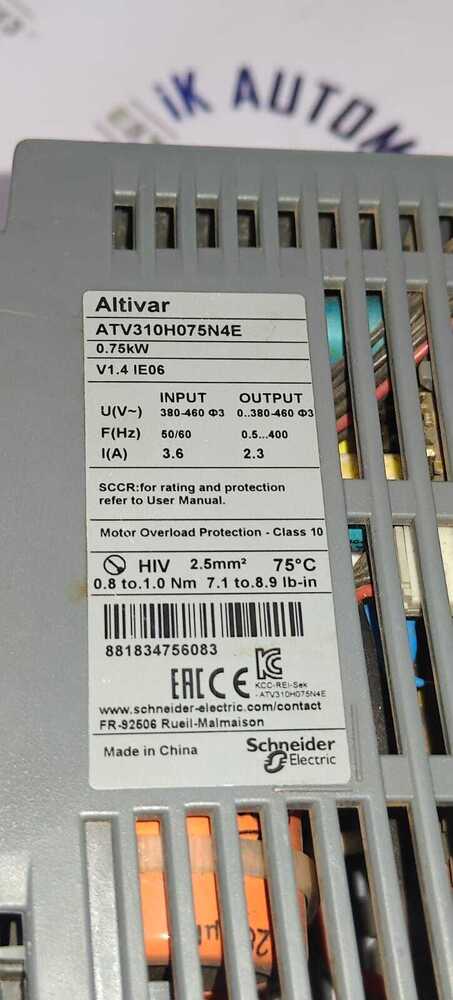 iK AUTOM
Altivar
ATV310H075N4E
0.75kW
V1.4 IE06
INPUT OUTPUT
U(V~) 380-460 Φ3 0..380-460 Φ3
F(Hz) 50/60 0.5...400
I(A) 3.6 2.3
SCCR:for rating and protection
refer to User Manual.
Motor Overload Protection - Class 10
HIV 2.5mm² 75°C
0.8 to.1.0 Nm 7.1 to8.9 lb-in
881834756083
EAC CE KC
KCC-REI-Sek
- ATV310H075N4E
www.schneider-electric.com/contact
FR-92506 Rueil-Malmaison
Made in China
Schneider
Electric